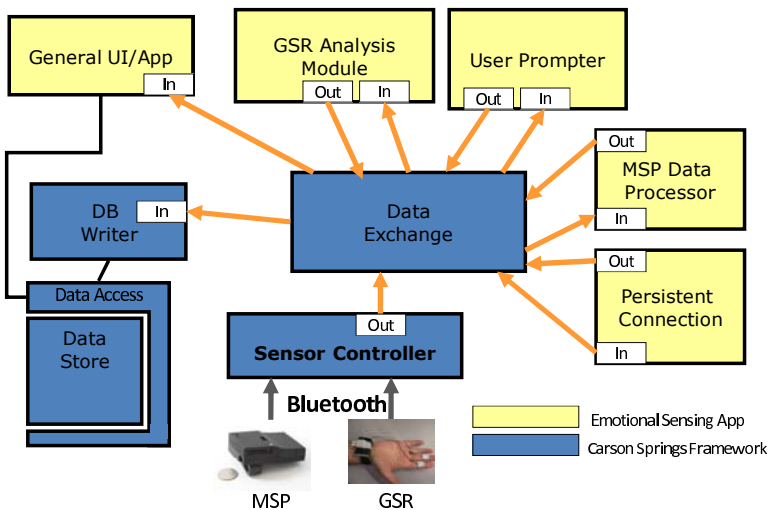 General UI/App
In
GSR Analysis
Module
Out
In
User Prompter
Out
In
Out
MSP Data
Processor
In
DB
Writer
In
Data
Exchange
Out
Persistent
Connection
In
Data Access
Data
Store
Out
Sensor Controller
Bluetooth
MSP
GSR
Emotional Sensing App
Carson Springs Framework